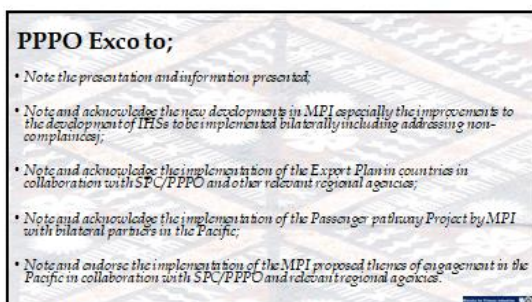 PPPO Exco to;
• Note the presentation and information presented;
• Note and acknowledge the new developments in MPI especially the improvements to
the development of IHSs to be implemented bilaterally including addressing non-
complainces);
• Note and acknowledge the implementation of the Export Plan in countries in
collaboration with SPC/PPPO and other relevant regional agencies;
• Note and acknowledge the implementation of the Passenger pathway Project by MPI
with bilateral partners in the Pacific;
• Note and endorse the implementation of the MPI proposed themes of engagement in the
Pacific in collaboration with SPC/PPPO and relevant regional agencies.